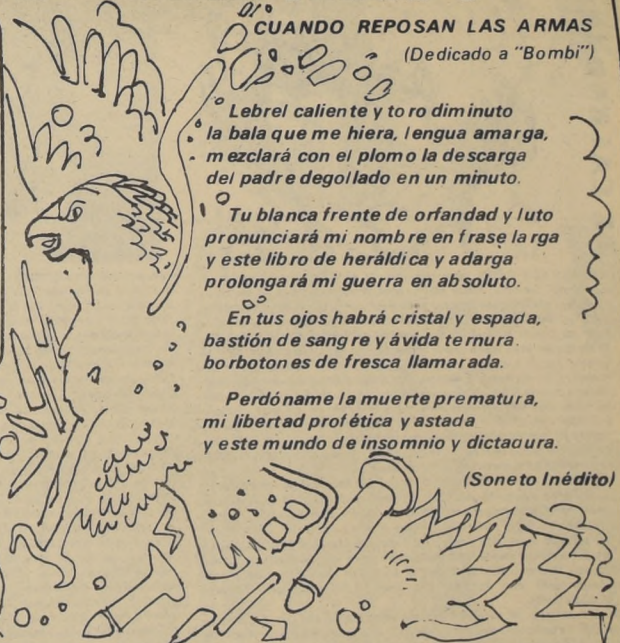 CUANDO REPOSAN LAS ARMAS
(Dedicado a "Bombi")
Lebrel caliente y toro diminuto
la bala que me hiera, lengua amarga,
mezclará con el plomo la descarga
del padre degollado en un minuto.
Tu blanca frente de orfandad y luto
pronunciará mi nombre en frase larga
y este libro de heráldica y adarga
prolongará mi guerra en absoluto.
En tus ojos habrá cristal y espada,
bastión de sangre y ávida ternura.
borbotones de fresca llamarada.
Perdóname la muerte prematura,
mi libertad profética y astada
y este mundo de insomnio y dictadura.
(Soneto Inédito)